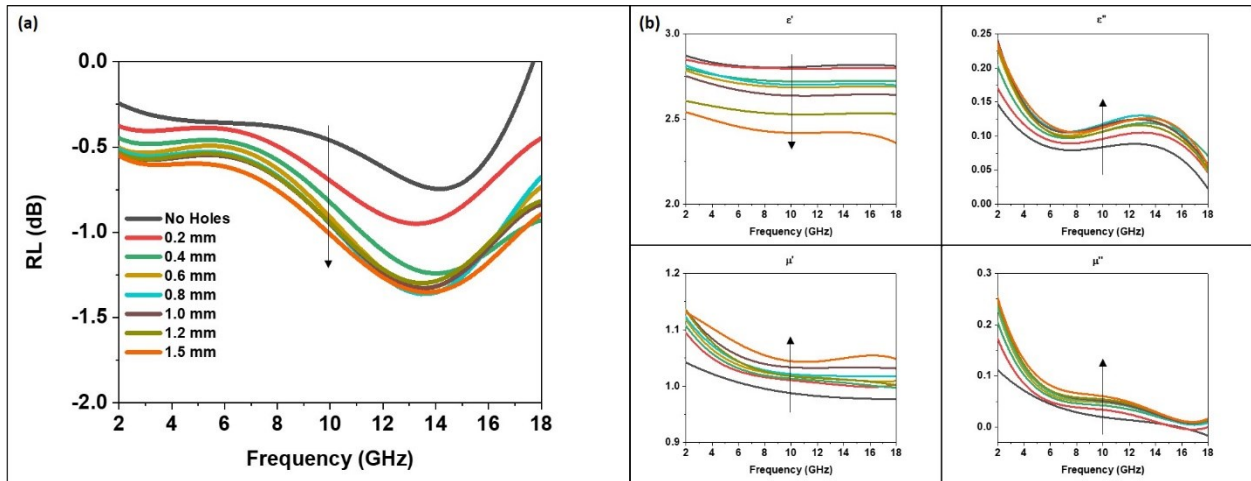 (a)
0.0
-0.5
-1.0
-1.5
-2.0
RL (dB)
No Holes
0.2 mm
0.4 mm
0.6 mm
0.8 mm
1.0 mm
1.2 mm
1.5 mm
2 4 6 8 10 12 14 16 18
Frequency (GHz)
(b)
ε'
3.0
2.5
2.0
2 4 6 8 10 12 14 16 18
Frequency (GHz)
ε"
0.25
0.20
0.15
0.10
0.05
0.00
2 4 6 8 10 12 14 16 18
Frequency (GHz)
μ'
1.2
1.1
1.0
0.9
2 4 6 8 10 12 14 16 18
Frequency (GHz)
μ"
0.3
0.2
0.1
0.0
2 4 6 8 10 12 14 16 18
Frequency (GHz)